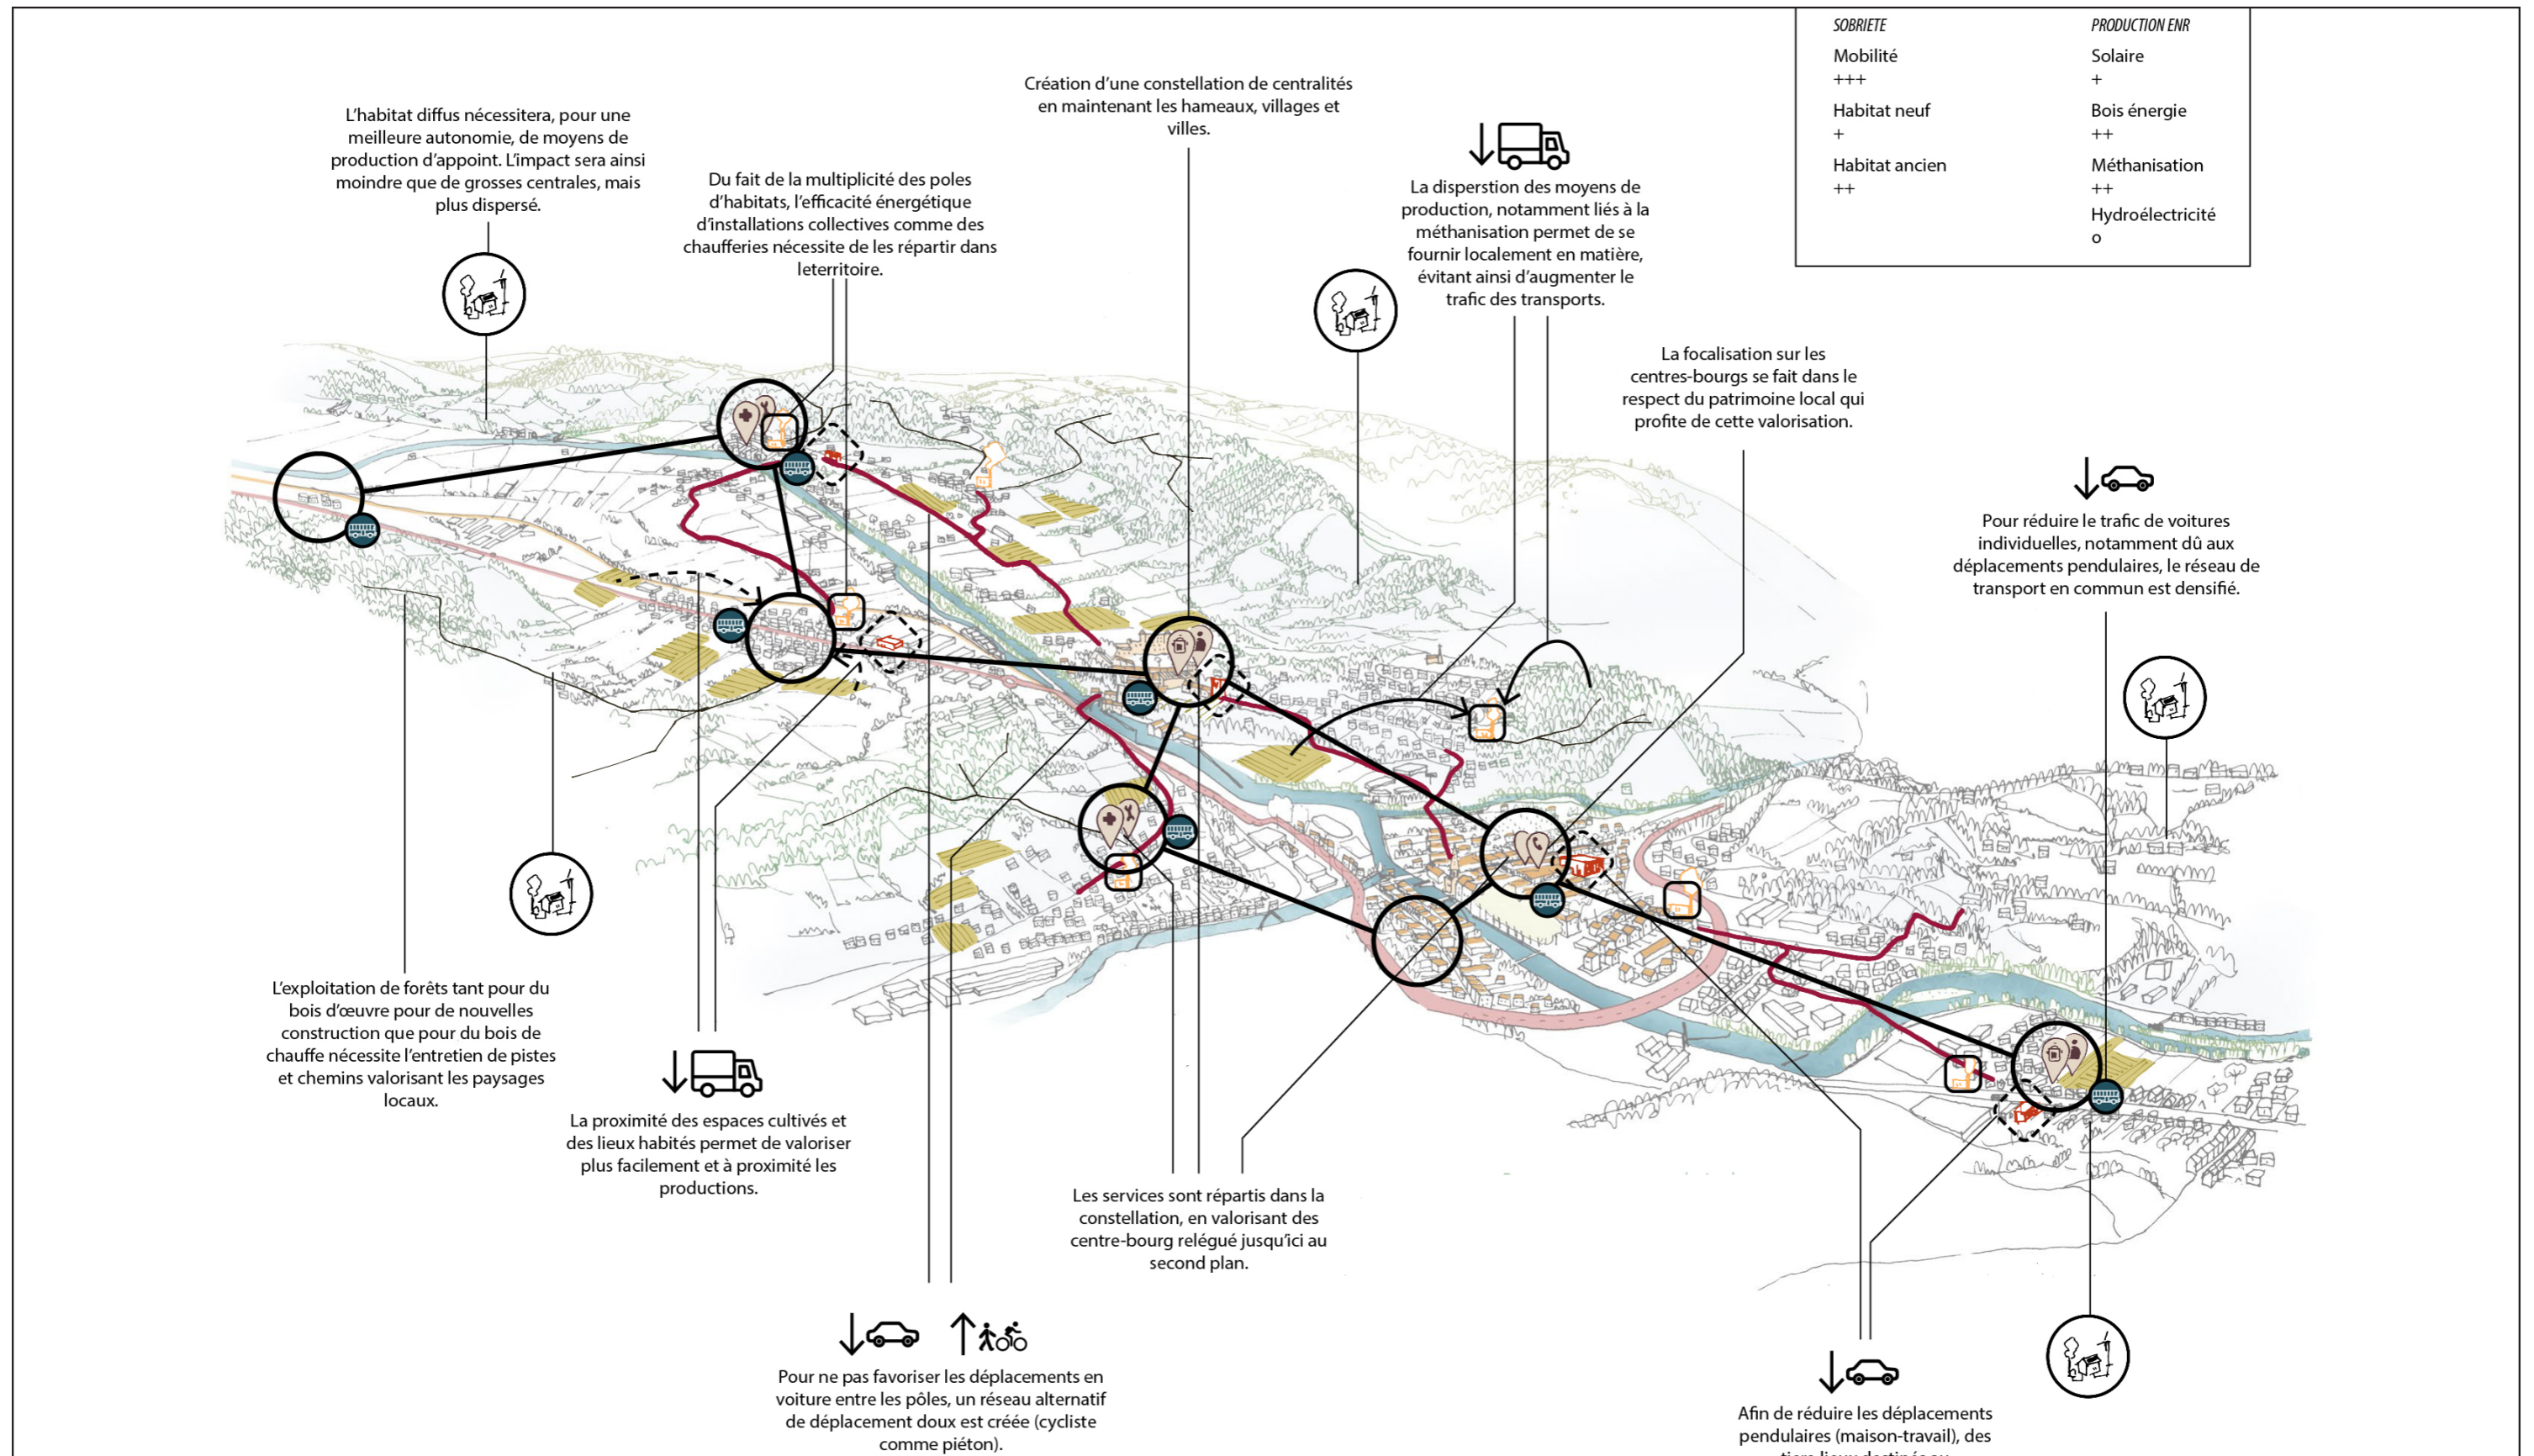 SOBRIETE
Mobilité
+++
Habitat neuf
+
Habitat ancien
++
PRODUCTION ENR
Solaire
+
Bois énergie
++
Méthanisation
++
Hydroélectricité
o
L'habitat diffus nécessitera, pour une
meilleure autonomie, de moyens de
production d'appoint. L'impact sera ainsi
moindre que de grosses centrales, mais
plus dispersé.
Du fait de la multiplicité des poles
d'habitats, l'efficacité énergétique
d'installations collectives comme des
chaufferies nécessite de les répartir dans
leterritoire.
Création d'une constellation de centralités
en maintenant les hameaux, villages et
villes.
La disperstion des moyens de
production, notamment liés à la
méthanisation permet de se
fournir localement en matière,
évitant ainsi d'augmenter le
trafic des transports.
La focalisation sur les
centres-bourgs se fait dans le
respect du patrimoine local qui
profite de cette valorisation.
Pour réduire le trafic de voitures
individuelles, notamment dû aux
déplacements pendulaires, le réseau de
transport en commun est densifié.
L'exploitation de forêts tant pour du
bois d'œuvre pour de nouvelles
construction que pour du bois de
chauffe nécessite l'entretien de pistes
et chemins valorisant les paysages
locaux.
La proximité des espaces cultivés et
des lieux habités permet de valoriser
plus facilement et à proximité les
productions.
Les services sont répartis dans la
constellation, en valorisant des
centre-bourg relégué jusqu'ici au
second plan.
Pour ne pas favoriser les déplacements en
voiture entre les pôles, un réseau alternatif
de déplacement doux est créée (cycliste
comme piéton).
Afin de réduire les déplacements
pendulaires (maison-travail), des